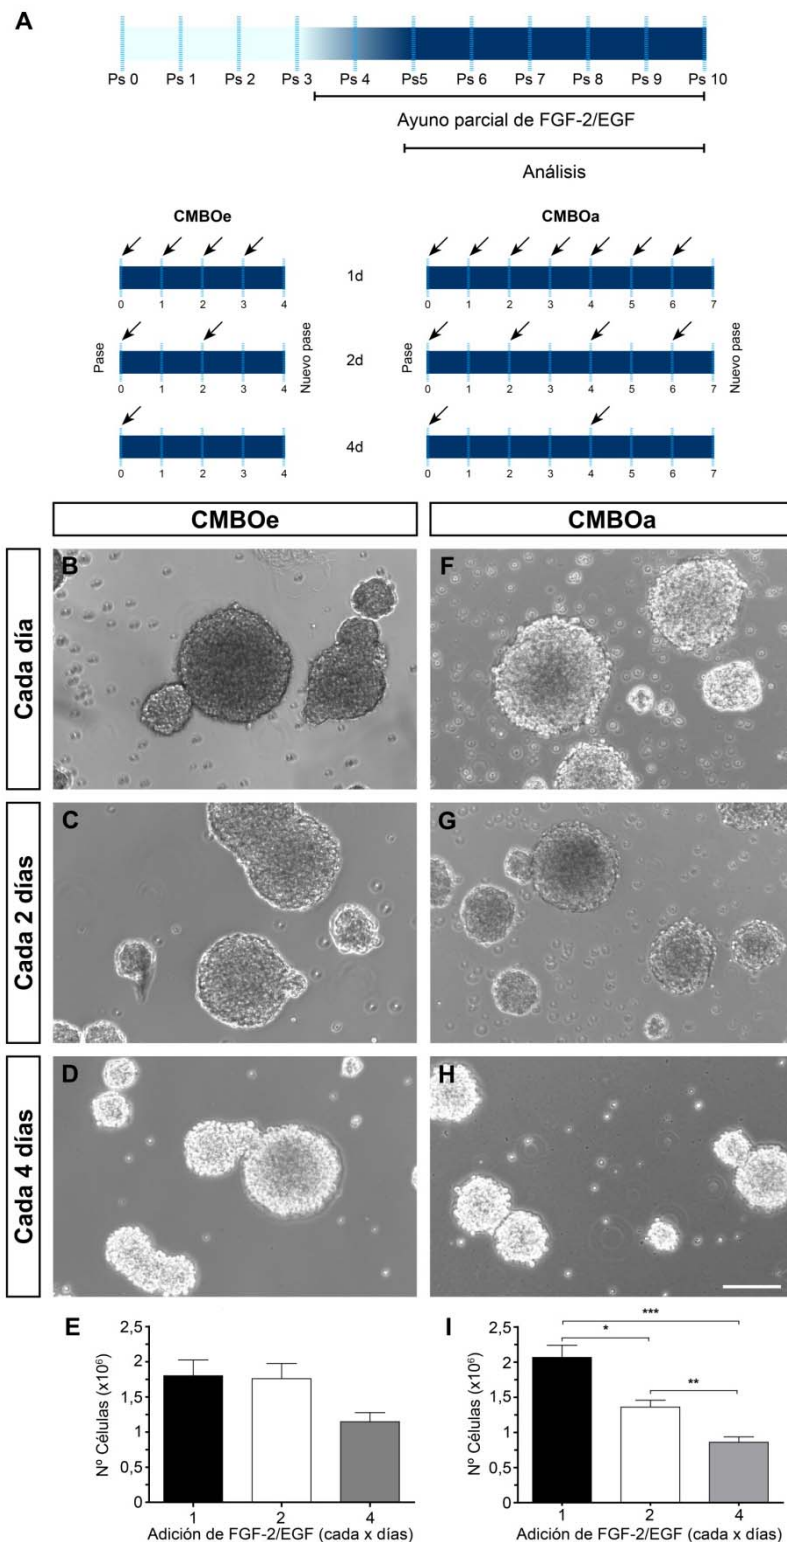 A
Ps 0 Ps 1 Ps 2 Ps 3 Ps 4 Ps5 Ps 6 Ps 7 Ps 8 Ps 9 Ps 10
Ayuno parcial de FGF-2/EGF
Análisis
CMBOe CMBOa
1d
0 1 2 3 4 0 1 2 3 4 5 6 7
Pase 2d Nuevo pase Pase Nuevo pase
0 1 2 3 4 0 1 2 3 4 5 6 7
4d
0 1 2 3 4 0 1 2 3 4 5 6 7
CMBOe CMBOa
Cada día
B F
Cada 2 días
C G
Cada 4 días
D H
E
Nº Células (x10⁶)
2,5
2
1,5
1
0,5
0
1 2 4
Adición de FGF-2/EGF (cada x días)
I
Nº Células (x10⁶)
2,5
2
1,5
1
0,5
0
***
*
**
1 2 4
Adición de FGF-2/EGF (cada x días)